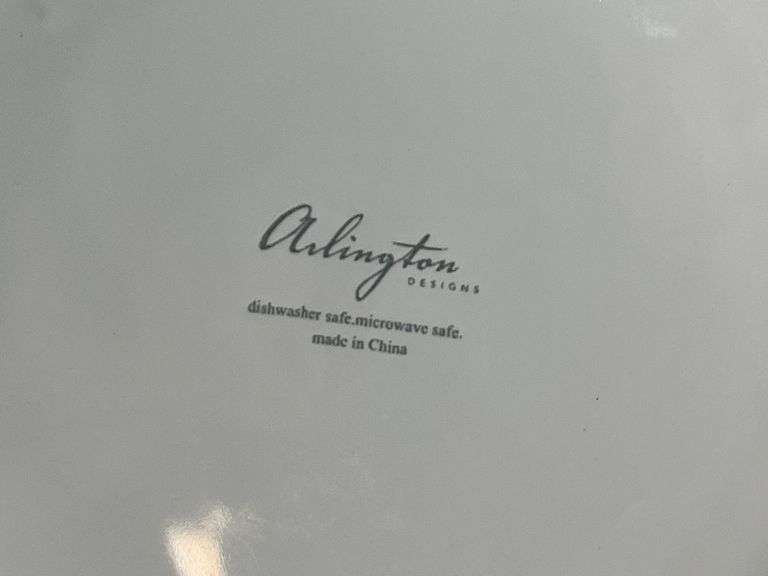 Arlington
DESIGNS
dishwasher safe.microwave safe.
made in China